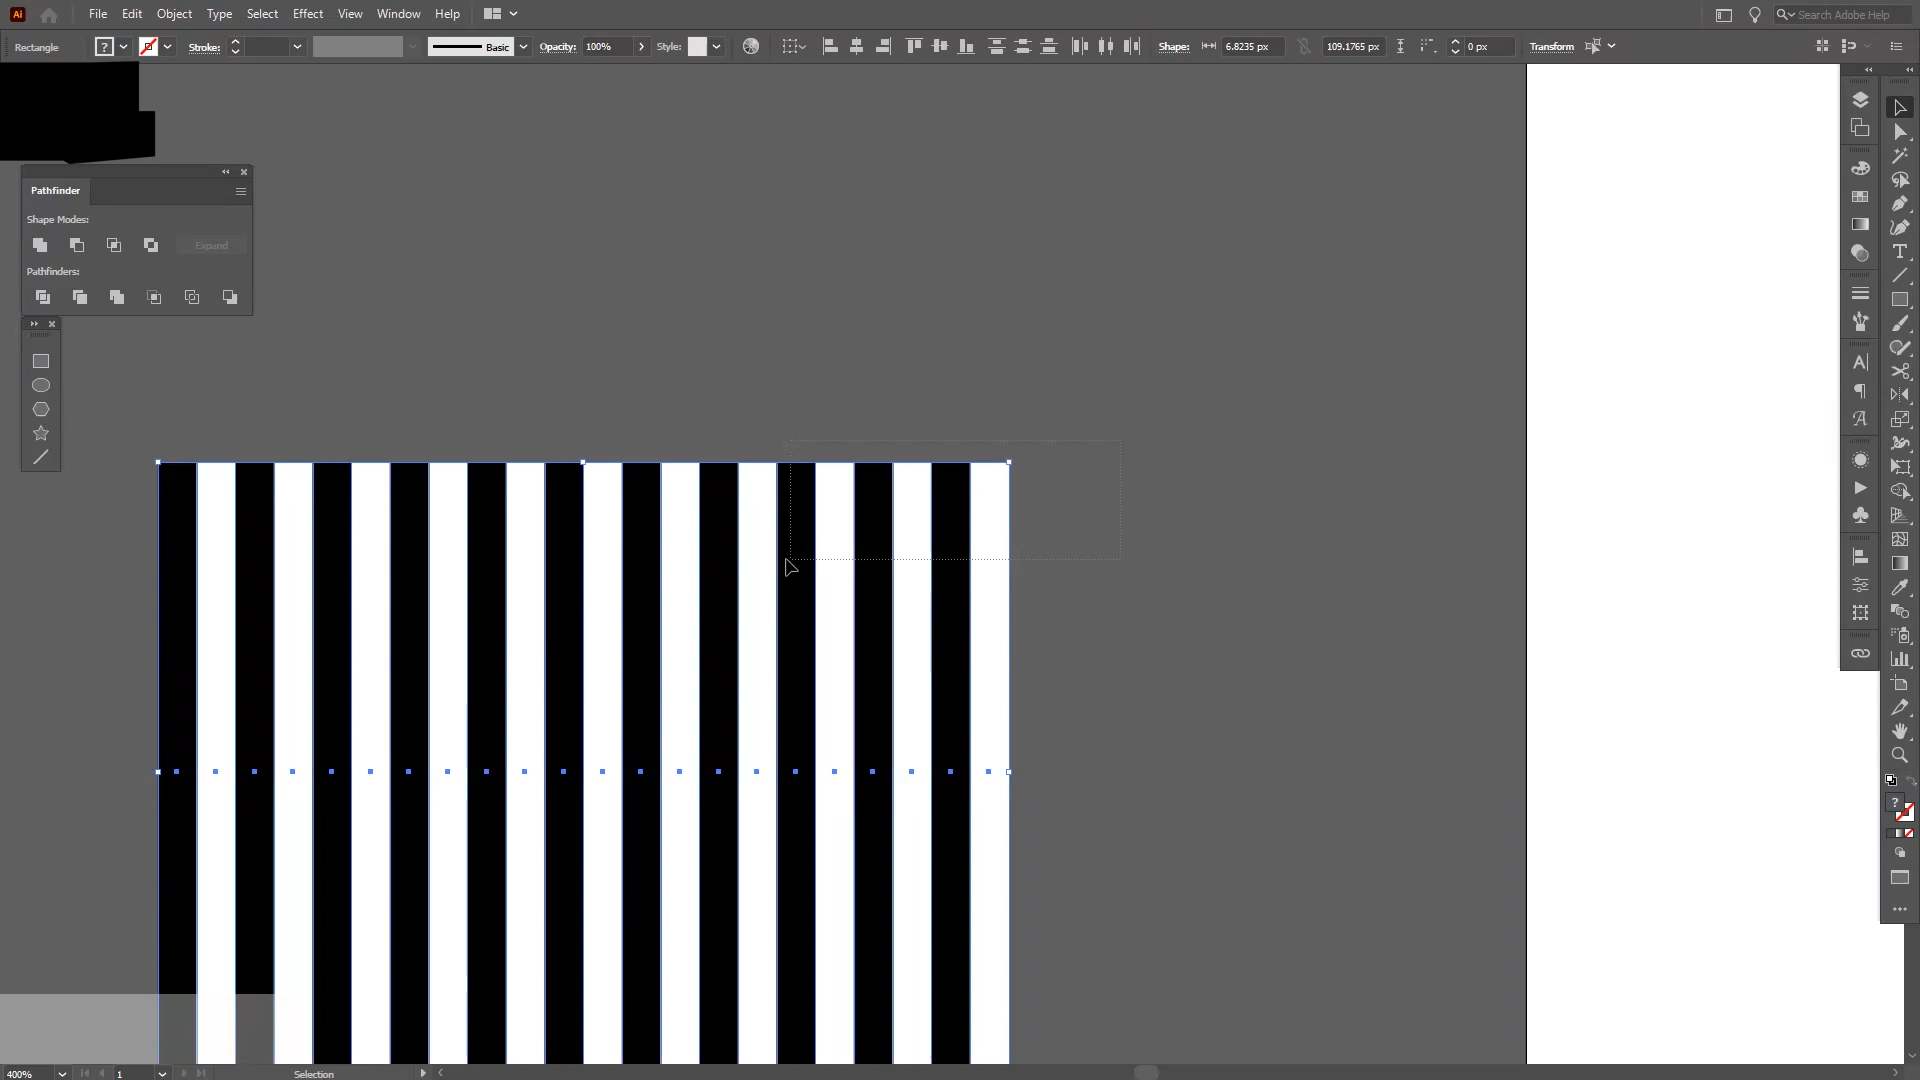 Ai File Edit Object Type Select Effect View Window Help Search Adobe Help
Rectangle ? Stroke: Basic Opacity: 100% Style: Shape: 6.8235 px 109.1765 px 0 px Transform
Pathfinder
Shape Modes:
Expand
Pathfinders:
?
400% 1 Selection